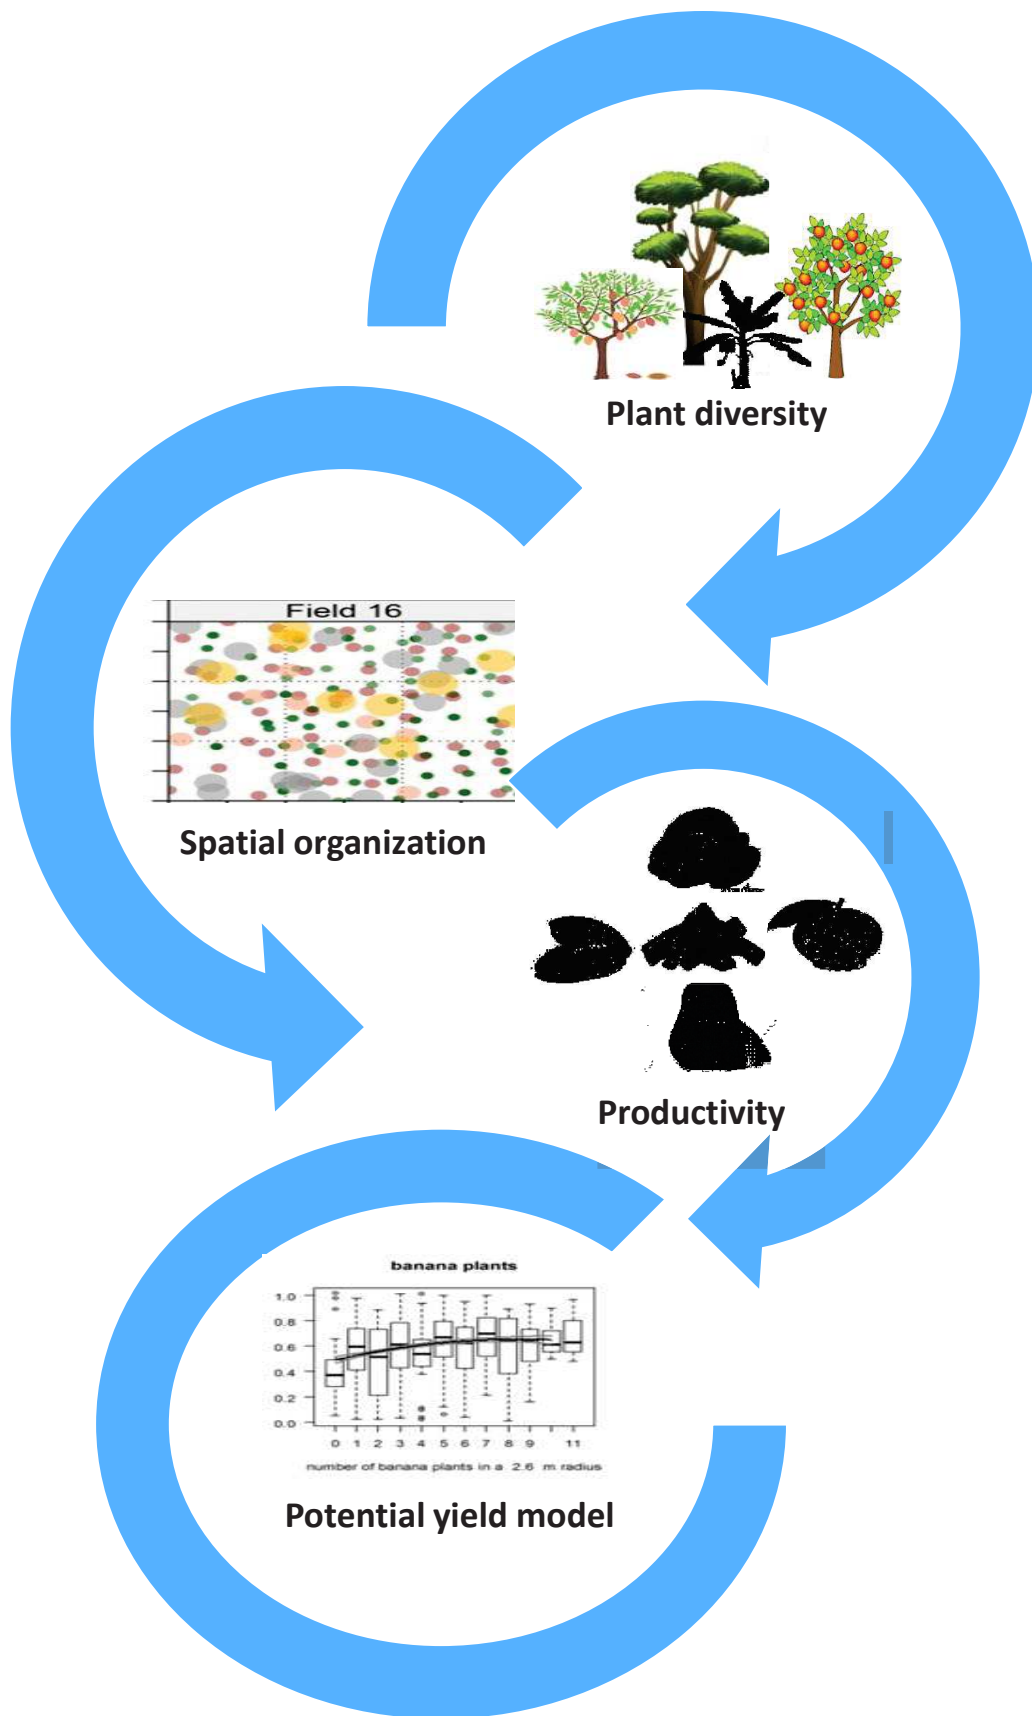 Plant diversity
Field 16
Spatial organization
Productivity
banana plants
1.0
0.8
0.6
0.4
0.2
0.0
0 1 2 3 4 5 6 7 8 9 11
number of banana plants in a 2.6 m radius
Potential yield model